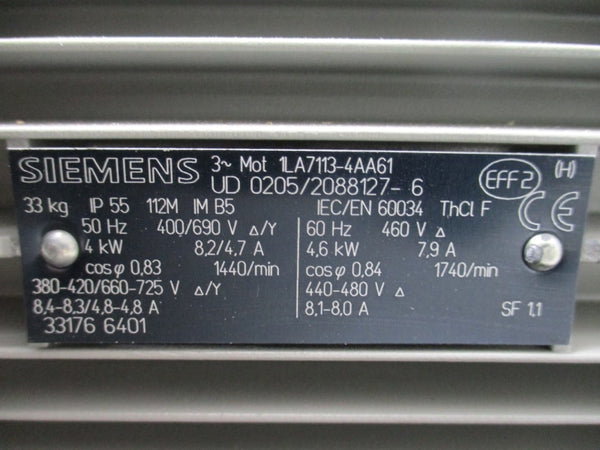 SIEMENS 3~ Mot 1LA7113-4AA61
UD 0205/2088127-6 EFF2 (H)
33 kg IP 55 112M IM B5 IEC/EN 60034 ThCl F CE
50 Hz 400/690 V Δ/Y 60 Hz 460 V Δ
4 kW 8,2/4,7 A 4,6 kW 7,9 A
cos φ 0,83 1440/min cos φ 0,84 1740/min
380-420/660-725 V Δ/Y 440-480 V Δ
8,4-8,3/4,8-4,8 A 8,1-8,0 A SF 1.1
33176 6401